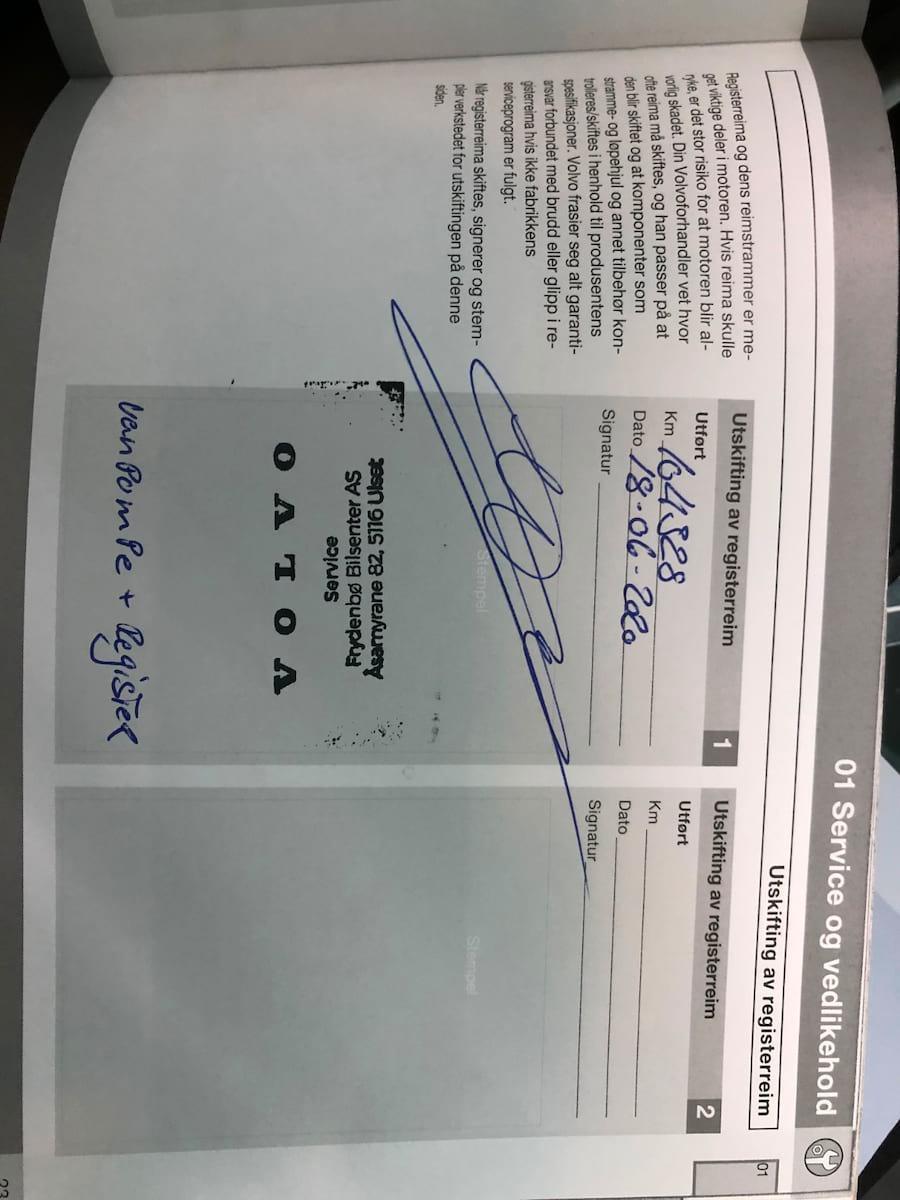 01 Service og vedlikehold
Utskifting av registerreim
01
Registerreima og dens reimstrammer er me-
get viktige deler i motoren. Hvis reima skulle
ryke, er det stor risiko for at motoren blir al-
vorlig skadet. Din Volvoforhandler vet hvor
ofte reima må skiftes, og han passer på at
den blir skiftet og at komponenter som
stramme- og løpehjul og annet tilbehør kon-
trolleres/skiftes i henhold til produsentens
spesifikasjoner. Volvo frasier seg alt garanti-
ansvar forbundet med brudd eller glipp i re-
gisterreima hvis ikke fabrikkens
serviceprogram er fulgt.
Når registerreima skiftes, signerer og stem-
pler verkstedet for utskiftingen på denne
siden.
Utskifting av registerreim 1
Utført
Km
Dato 18-06-2020
Signatur
Stempel
Åsamyrane 82, 5116 Ulset
Frydenbø Bilsenter AS
Service
VOLVO
vanPomPe + Register
Utskifting av registerreim 2
Utført
Km
Dato
Signatur
Stempel
23